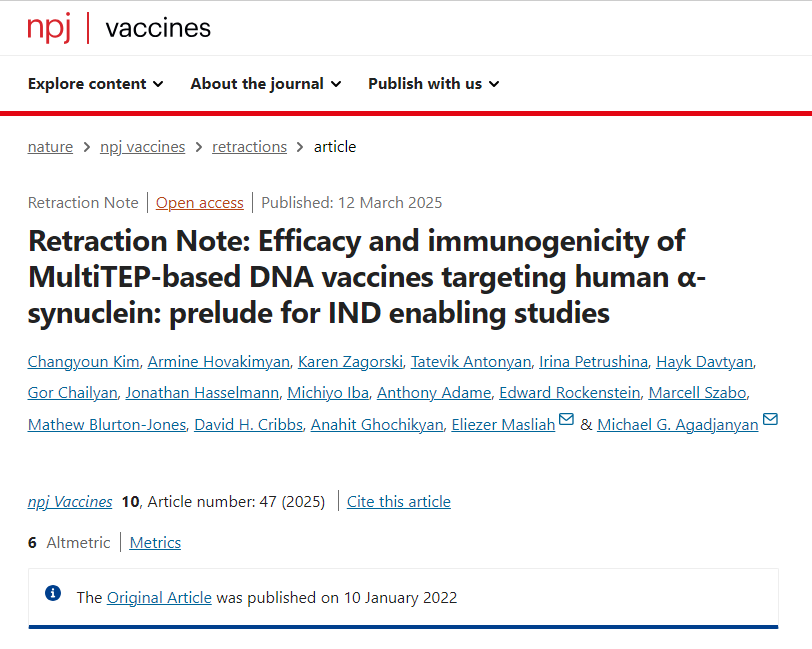 npj | vaccines
Explore content About the journal Publish with us
nature > npj vaccines > retractions > article
Retraction Note | Open access | Published: 12 March 2025
Retraction Note: Efficacy and immunogenicity of
MultiTEP-based DNA vaccines targeting human α-
synuclein: prelude for IND enabling studies
Changyoun Kim, Armine Hovakimyan, Karen Zagorski, Tatevik Antonyan, Irina Petrushina, Hayk Davtyan,
Gor Chailyan, Jonathan Hasselmann, Michiyo Iba, Anthony Adame, Edward Rockenstein, Marcell Szabo,
Mathew Blurton-Jones, David H. Cribbs, Anahit Ghochikyan, Eliezer Masliah & Michael G. Agadjanyan
npj Vaccines 10, Article number: 47 (2025) | Cite this article
6 Altmetric | Metrics
The Original Article was published on 10 January 2022